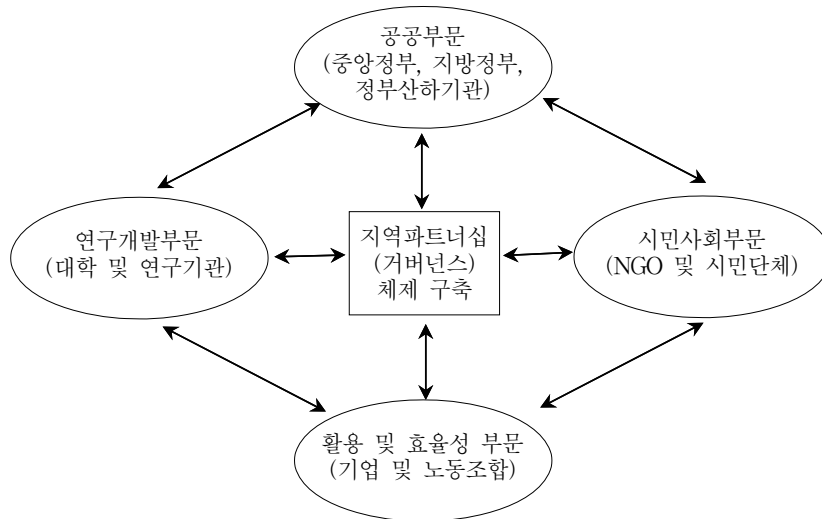 공공부문
(중앙정부, 지방정부,
정부산하기관)
연구개발부문
(대학 및 연구기관)
지역파트너십
(거버넌스)
체제 구축
시민사회부문
(NGO 및 시민단체)
활용 및 효율성 부문
(기업 및 노동조합)